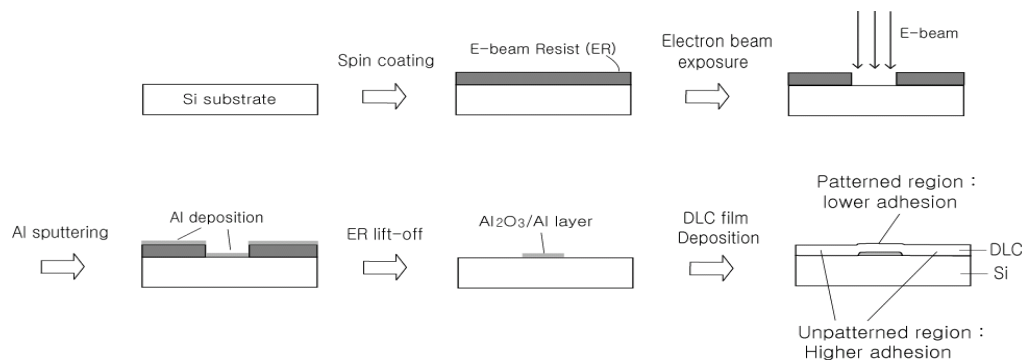 Si substrate
Spin coating
E-beam Resist (ER)
Electron beam
exposure
E-beam
Al sputtering
Al deposition
ER lift-off
Al2O3/Al layer
DLC film
Deposition
Patterned region :
lower adhesion
DLC
Si
Unpatterned region :
Higher adhesion